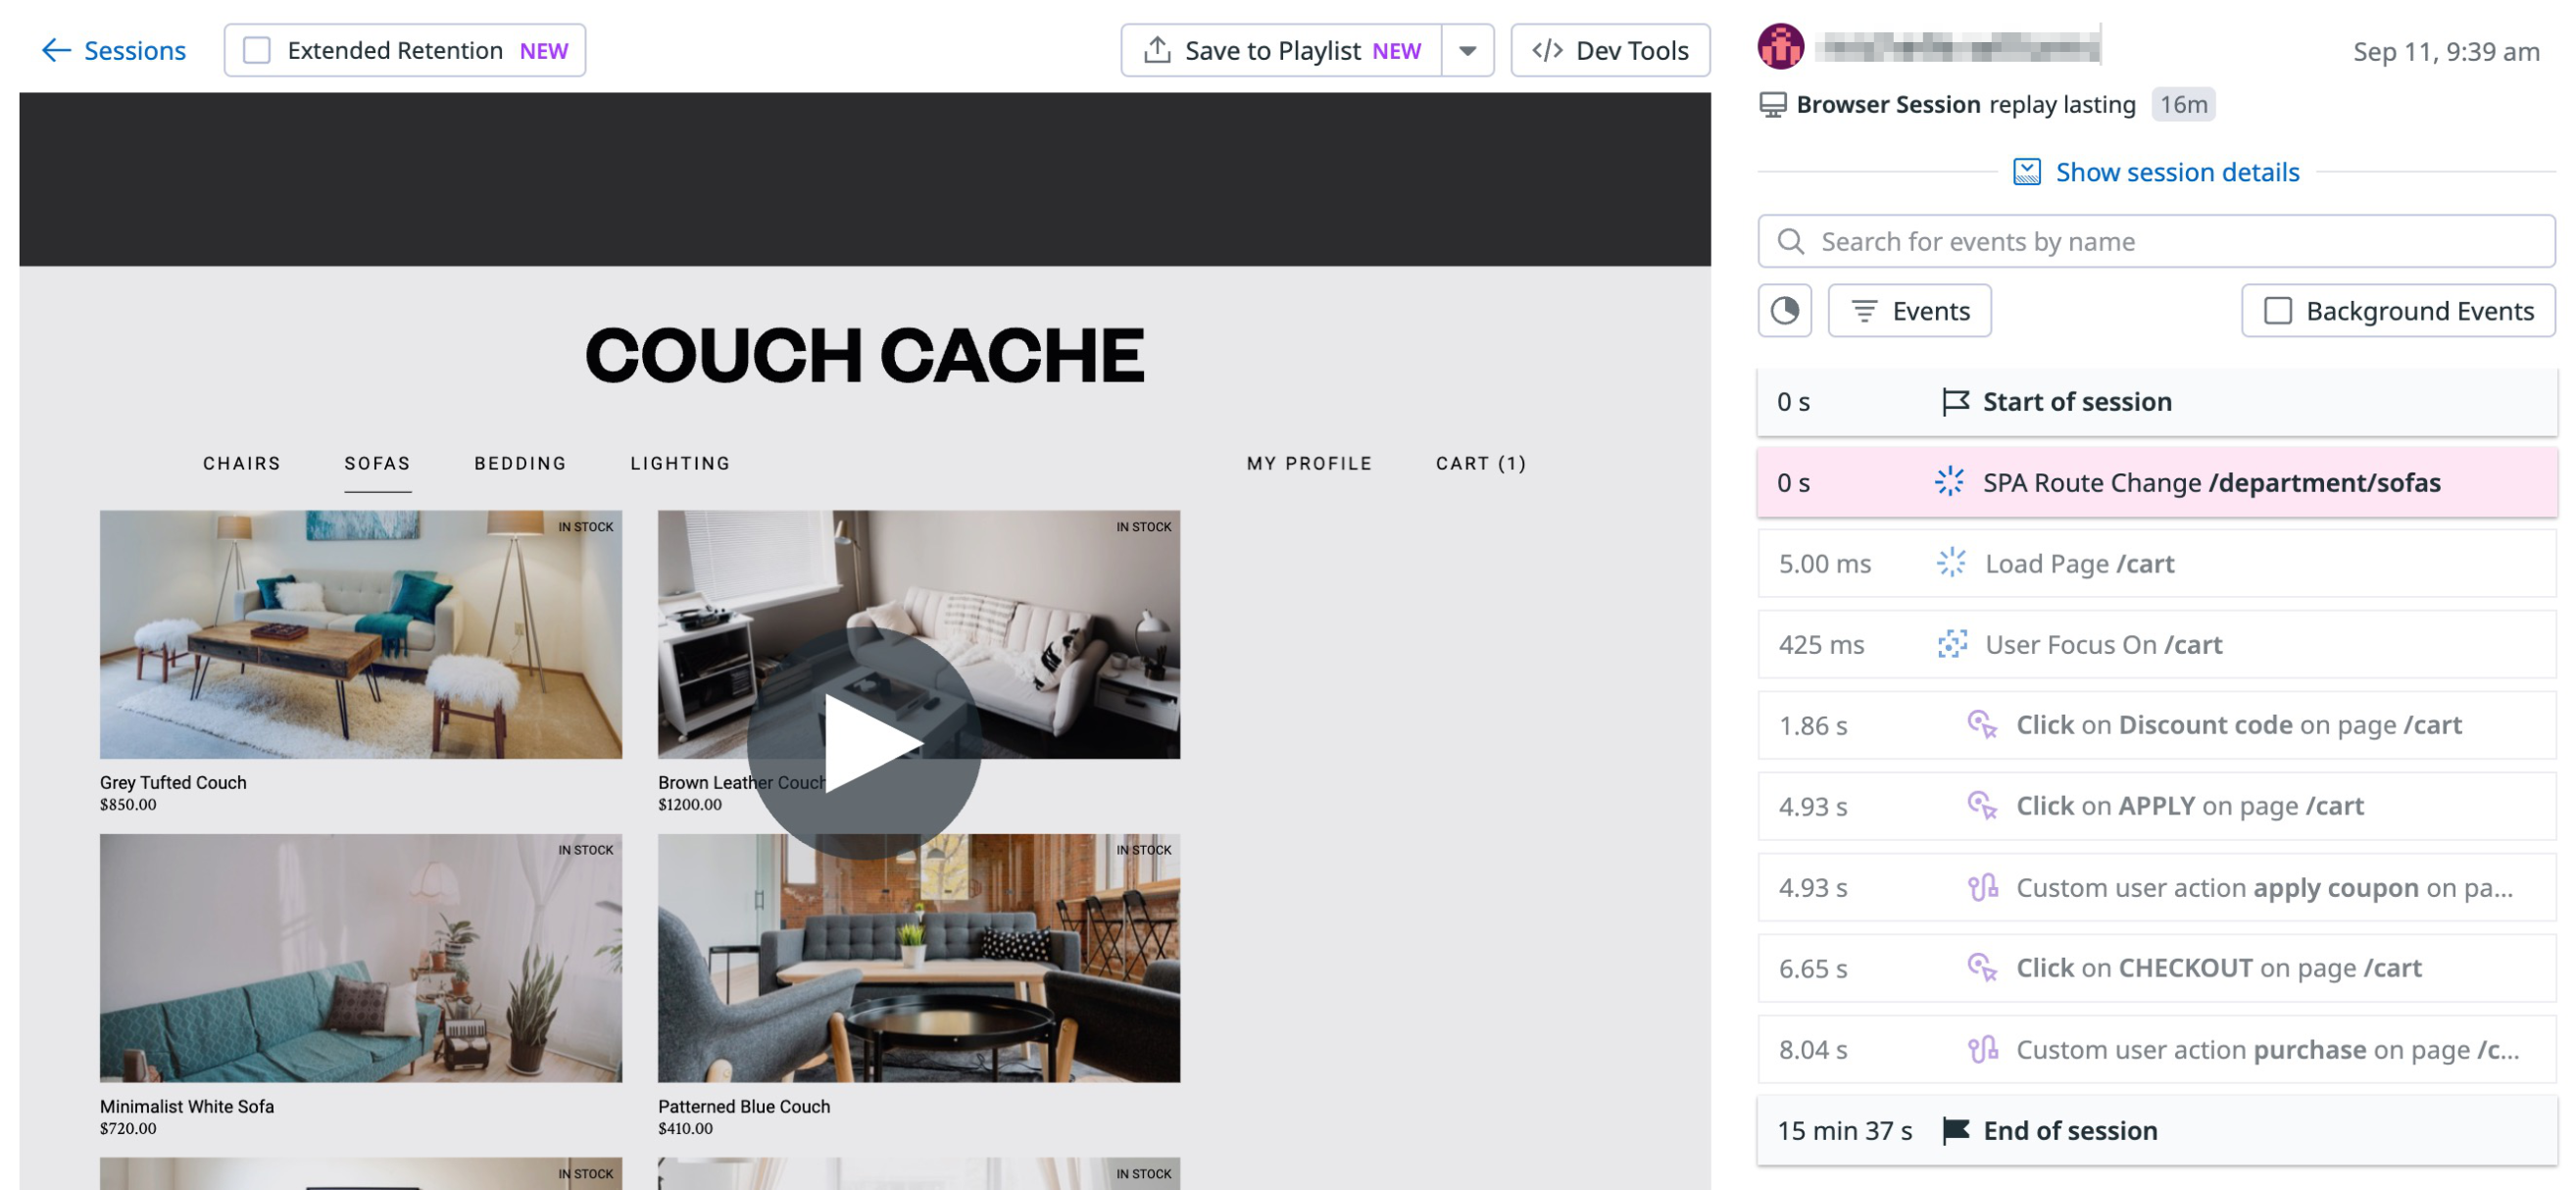 Sessions
Extended Retention NEW
Save to Playlist NEW
Dev Tools
COUCH CACHE
CHAIRS SOFAS BEDDING LIGHTING MY PROFILE CART (1)
IN STOCK
IN STOCK
Grey Tufted Couch
$850.00
Brown Leather Couch
$1200.00
IN STOCK
IN STOCK
Minimalist White Sofa
$720.00
Patterned Blue Couch
$410.00
IN STOCK
IN STOCK
Sep 11, 9:39 am
Browser Session replay lasting 16m
Show session details
Search for events by name
Events
Background Events
0 s Start of session
0 s SPA Route Change /department/sofas
5.00 ms Load Page /cart
425 ms User Focus On /cart
1.86 s Click on Discount code on page /cart
4.93 s Click on APPLY on page /cart
4.93 s Custom user action apply coupon on pa...
6.65 s Click on CHECKOUT on page /cart
8.04 s Custom user action purchase on page /c...
15 min 37 s End of session